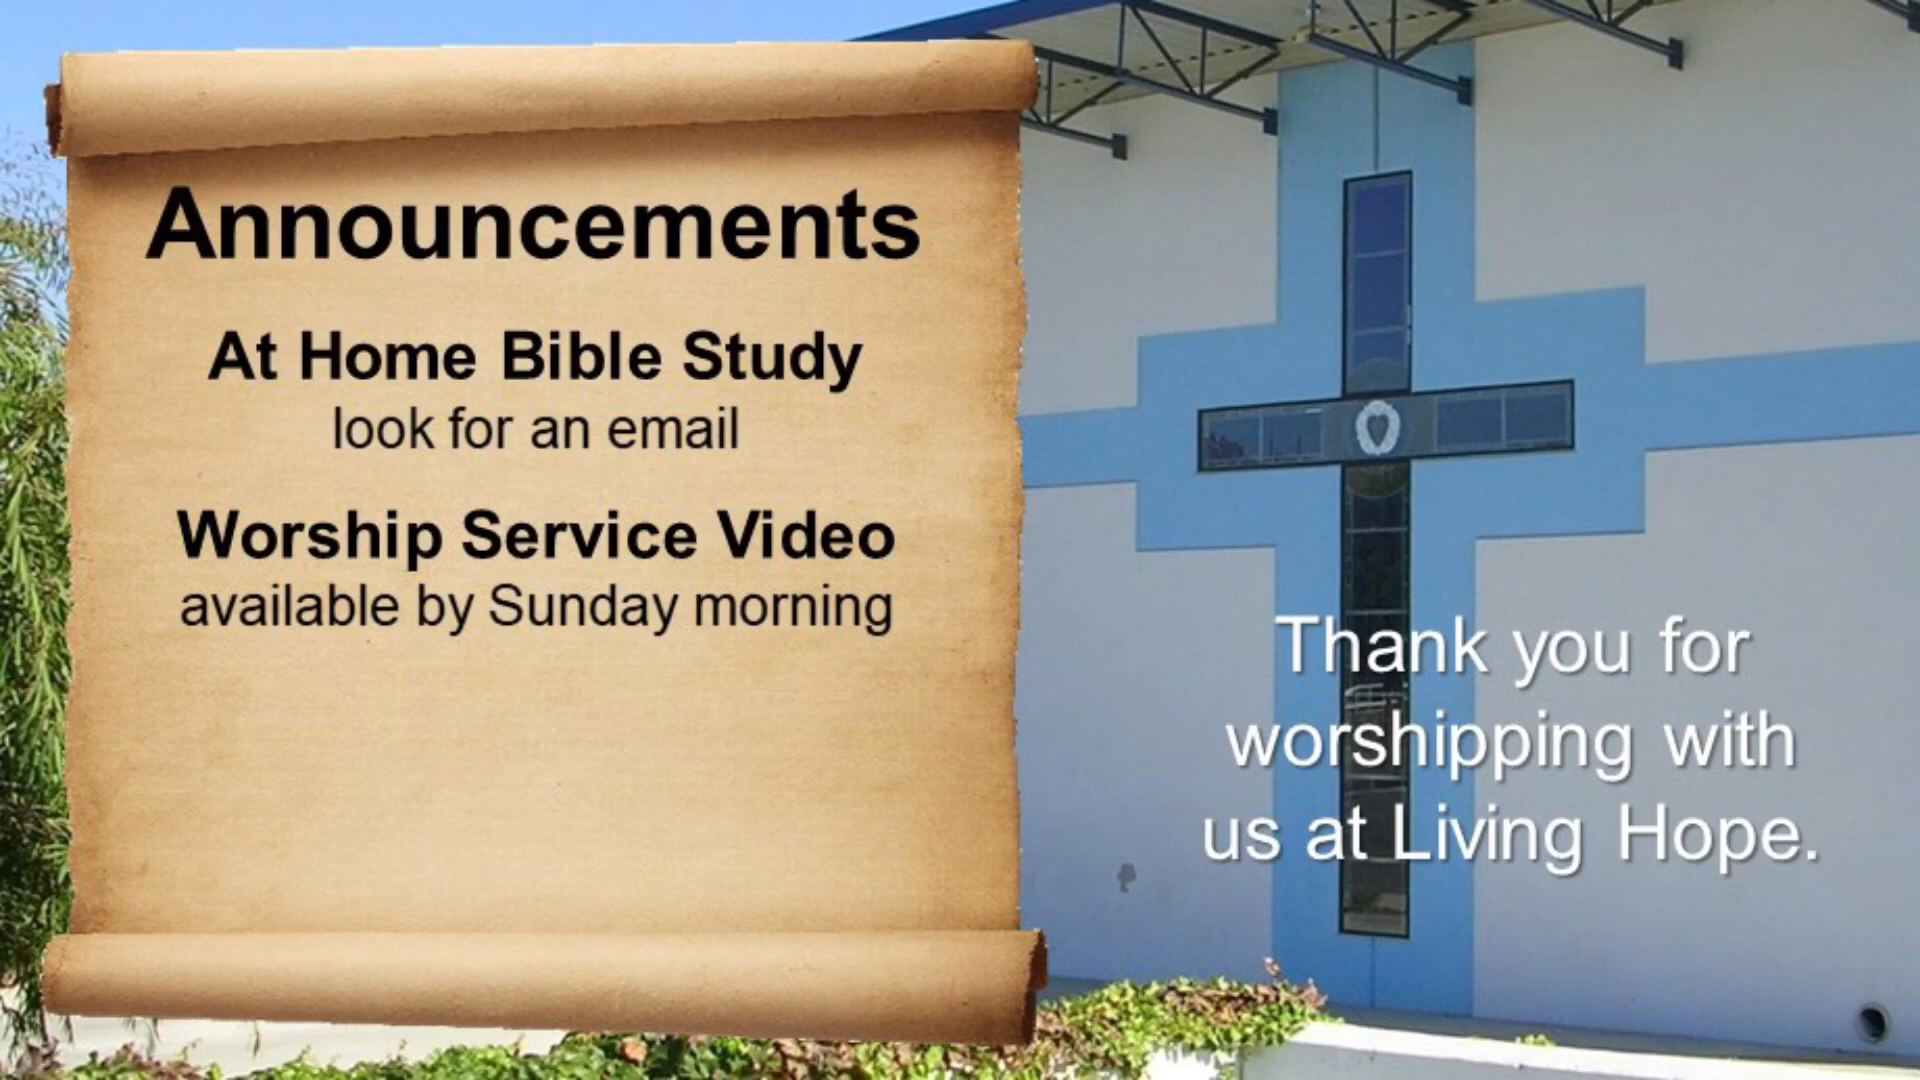 Announcements
At Home Bible Study
look for an email
Worship Service Video
available by Sunday morning
Thank you for
worshipping with
us at Living Hope.